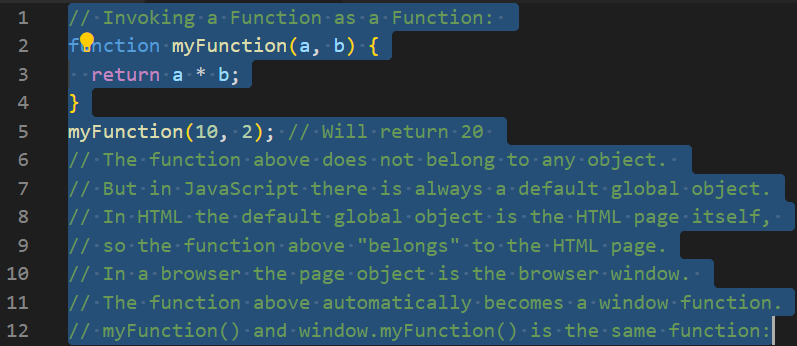 1 // Invoking a Function as a Function:
2 function myFunction(a, b) {
3 return a * b;
4 }
5 myFunction(10, 2); // Will return 20
6 // The function above does not belong to any object.
7 // But in JavaScript there is always a default global object.
8 // In HTML the default global object is the HTML page itself,
9 // so the function above "belongs" to the HTML page.
10 // In a browser the page object is the browser window.
11 // The function above automatically becomes a window function.
12 // myFunction() and window.myFunction() is the same function: